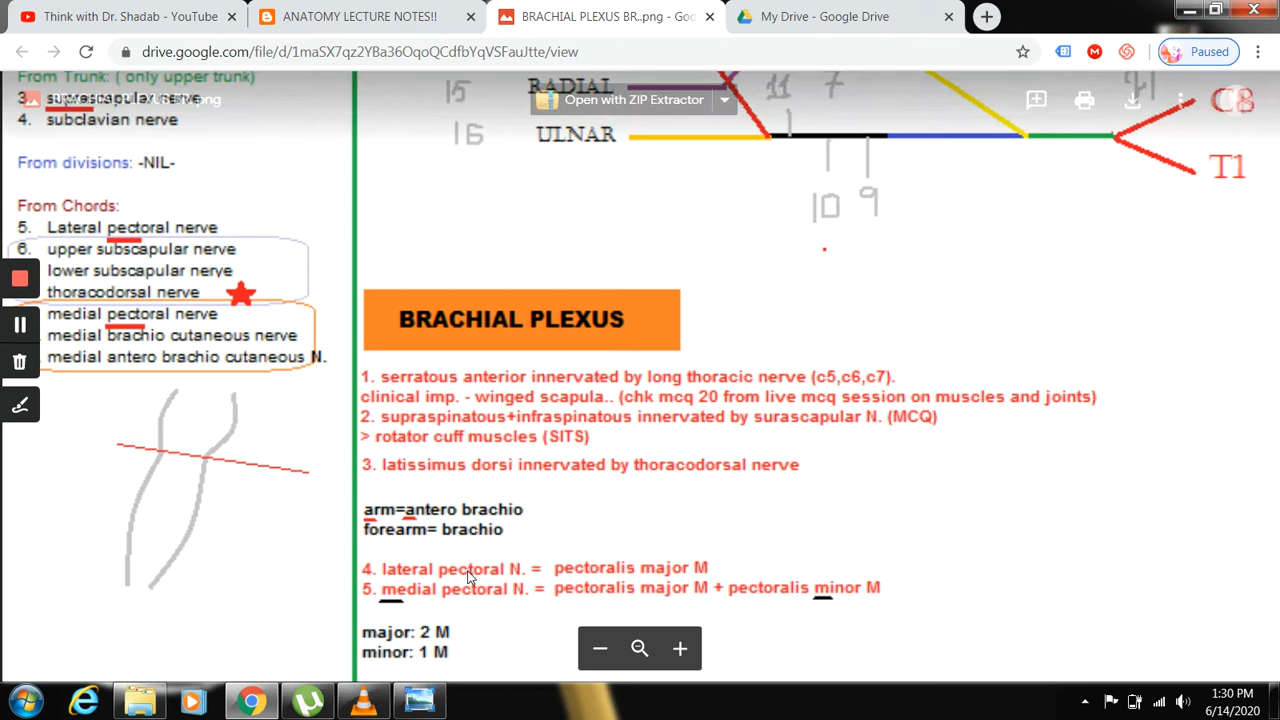 Think with Dr. Shadab - YouTube
ANATOMY LECTURE NOTES!!
BRACHIAL PLEXUS BR..png - Goo
My Drive - Google Drive
drive.google.com/file/d/1maSX7qz2YBa36OqoQCdfbYqVSFauJtte/view
Paused
From Trunk: ( only upper trunk)
3. suprascapular nerve
4. subclavian nerve
From divisions: -NIL-
From Chords:
5. Lateral pectoral nerve
6. upper subscapular nerve
lower subscapular nerve
thoracodorsal nerve
medial pectoral nerve
medial brachio cutaneous nerve
medial antero brachio cutaneous N.
Open with ZIP Extractor
15
RADIAL
11
7
C8
16
ULNAR
T1
10
9
BRACHIAL PLEXUS
1. serratous anterior innervated by long thoracic nerve (c5,c6,c7).
clinical imp. - winged scapula.. (chk mcq 20 from live mcq session on muscles and joints)
2. supraspinatous+infraspinatous innervated by surascapular N. (MCQ)
> rotator cuff muscles (SITS)
3. latissimus dorsi innervated by thoracodorsal nerve
arm=antero brachio
forearm= brachio
4. lateral pectoral N. = pectoralis major M
5. medial pectoral N. = pectoralis major M + pectoralis minor M
major: 2 M
minor: 1 M
1:30 PM
6/14/2020